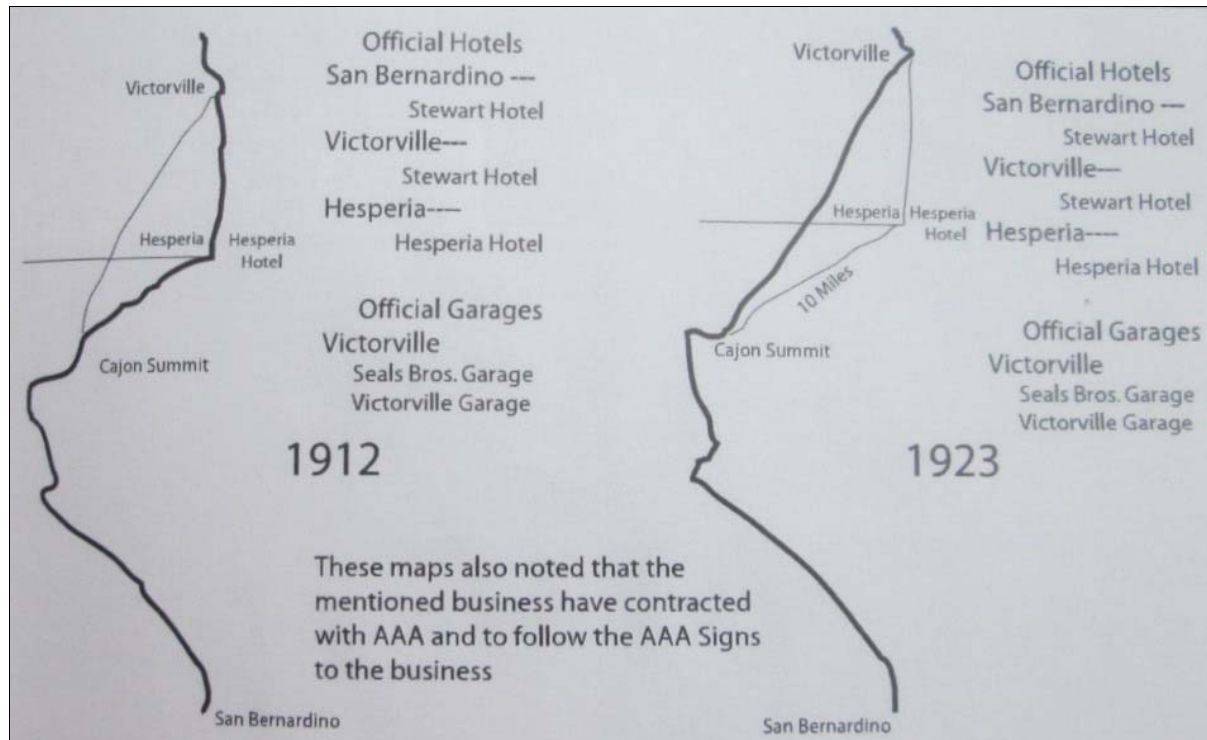 Victorville
Official Hotels
San Bernardino ---
Stewart Hotel
Victorville---
Stewart Hotel
Hesperia----
Hesperia Hotel
Hesperia
Hesperia
Hotel
Official Garages
Victorville
Seals Bros. Garage
Victorville Garage
Cajon Summit
1912
San Bernardino
Victorville
Official Hotels
San Bernardino ---
Stewart Hotel
Victorville---
Stewart Hotel
Hesperia----
Hesperia Hotel
Hesperia
Hesperia
Hotel
10 Miles
Cajon Summit
Official Garages
Victorville
Seals Bros. Garage
Victorville Garage
1923
San Bernardino
These maps also noted that the
mentioned business have contracted
with AAA and to follow the AAA Signs
to the business